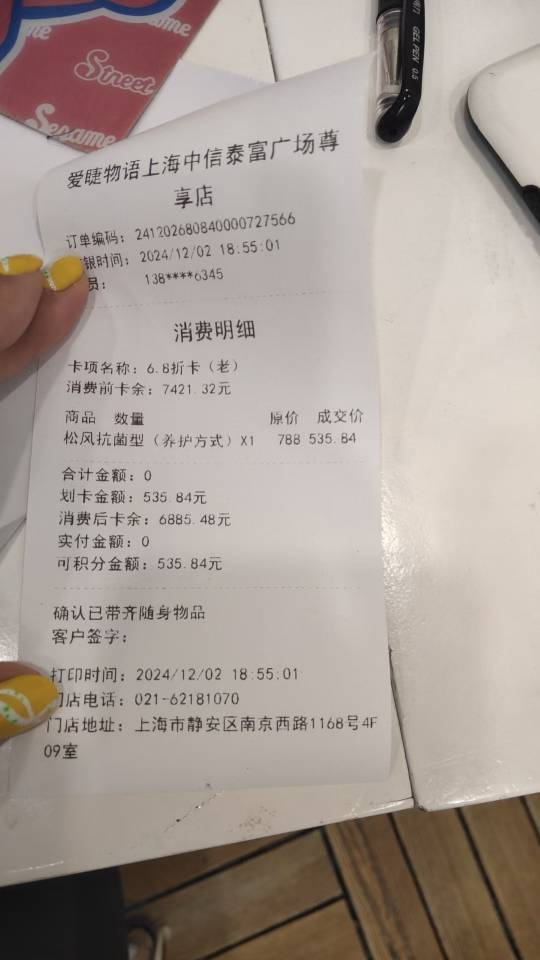 Sesame
Street
Sesame
GEL PEN 0.5
爱睫物语上海中信泰富广场尊
享店
订单编码：241202680840000727566
银时间：2024/12/02 18:55:01
员：138****6345
消费明细
卡项名称：6.8折卡（老）
消费前卡余：7421.32元
商品 数量 原价 成交价
松风抗菌型（养护方式）X1 788 535.84
合计金额：0
划卡金额：535.84元
消费后卡余：6885.48元
实付金额：0
可积分金额：535.84元
确认已带齐随身物品
客户签字：
打印时间：2024/12/02 18:55:01
门店电话：021-62181070
门店地址：上海市静安区南京西路1168号4F
09室